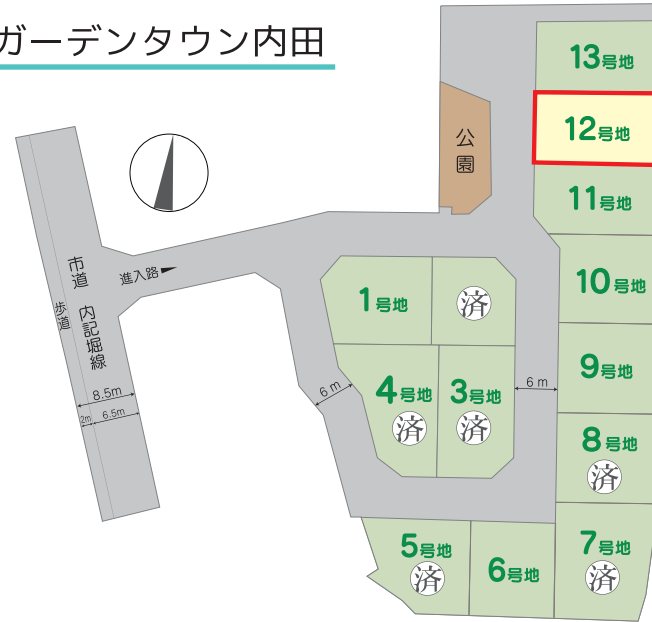 ガーデンタウン内田
13号地
12号地
11号地
公園
10号地
9号地
8号地
済
7号地
済
6号地
5号地
済
1号地
済
4号地
済
3号地
済
6m
6m
進入路
市道 内記堀線
歩道
8.5m
2m
6.5m